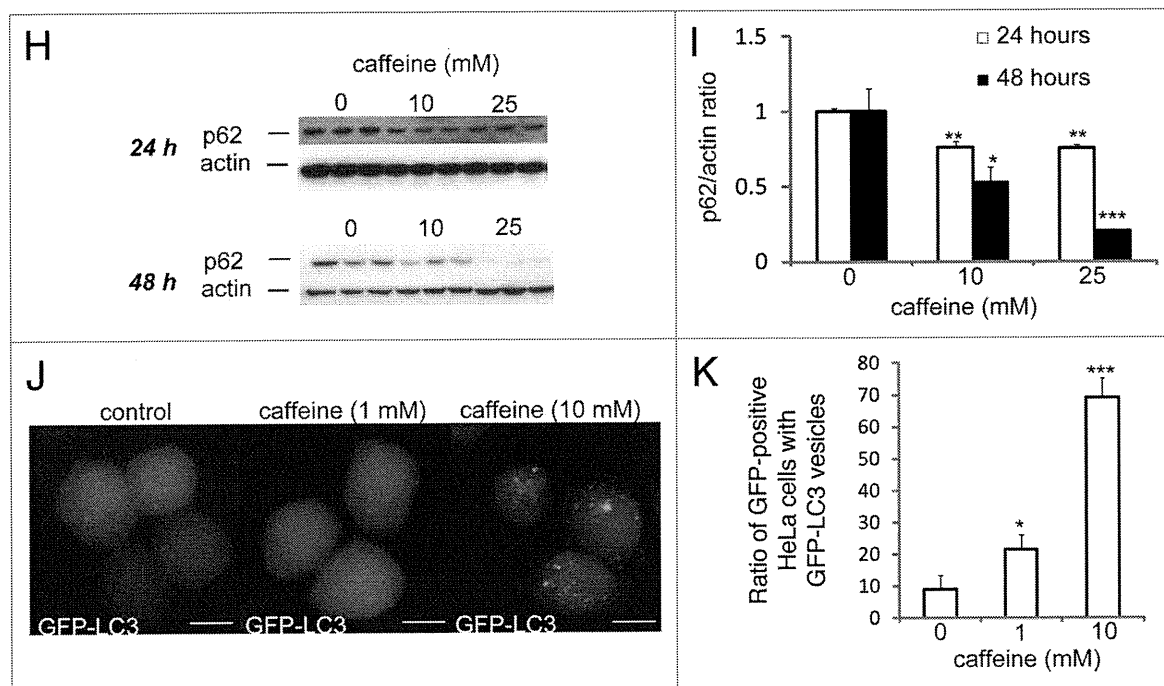 H
caffeine (mM)
0 10 25
p62
24 h
actin
0 10 25
p62
48 h
actin
I
24 hours
48 hours
p62/actin ratio
1.5
1
0.5
0
** ** * ***
0 10 25
caffeine (mM)
J
control caffeine (1 mM) caffeine (10 mM)
GFP-LC3 GFP-LC3 GFP-LC3
K
Ratio of GFP-positive
HeLa cells with
GFP-LC3 vesicles
80
70
60
50
40
30
20
10
0
* ***
0 1 10
caffeine (mM)